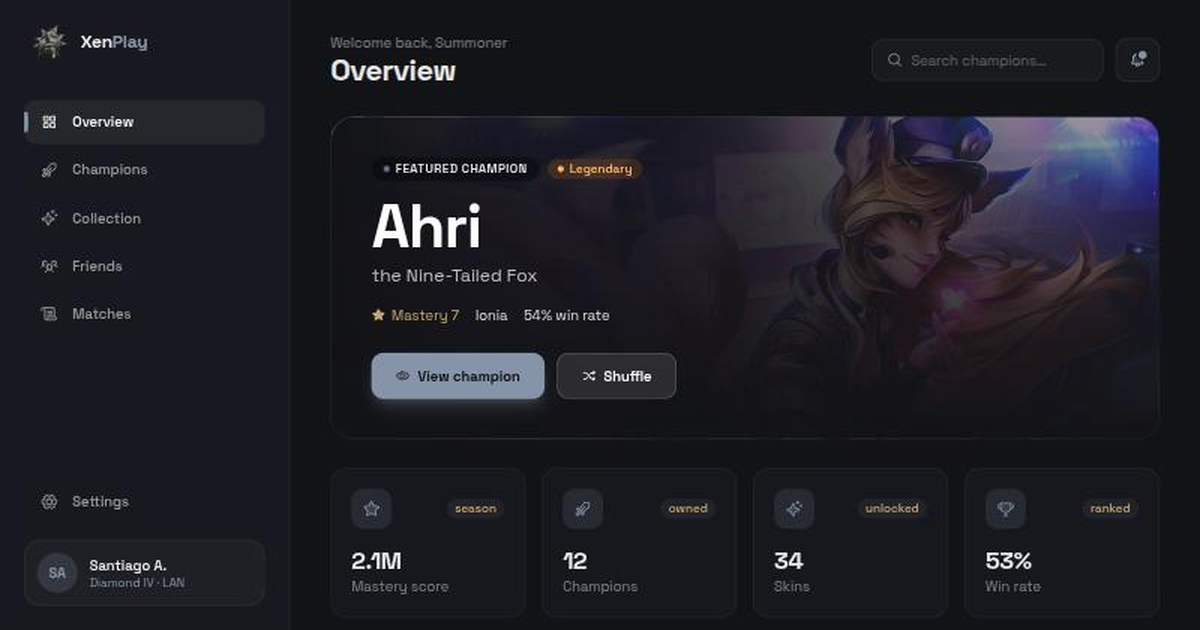 XenPlay
Overview
Champions
Collection
Friends
Matches
Settings
SA
Santiago A.
Diamond IV · LAN
Welcome back, Summoner
Overview
Search champions...
FEATURED CHAMPION
Legendary
Ahri
the Nine-Tailed Fox
Mastery 7 Ionia 54% win rate
View champion
Shuffle
season
2.1M
Mastery score
owned
12
Champions
unlocked
34
Skins
ranked
53%
Win rate